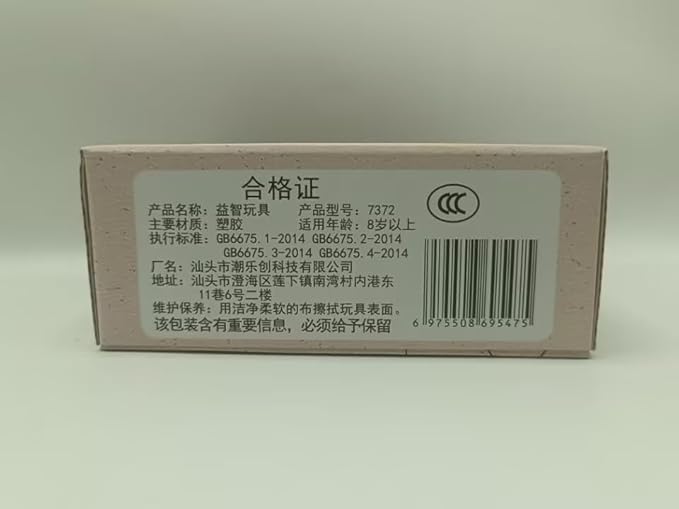 合格证
产品名称：益智玩具 产品型号：7372
主要材质：塑胶 适用年龄：8岁以上
执行标准：GB6675.1-2014 GB6675.2-2014
GB6675.3-2014 GB6675.4-2014
厂名：汕头市潮乐创科技有限公司
地址：汕头市澄海区莲下镇南湾村内港东
11巷6号二楼
维护保养：用洁净柔软的布擦拭玩具表面。
该包装含有重要信息，必须给予保留
CCC
6 975508 695475